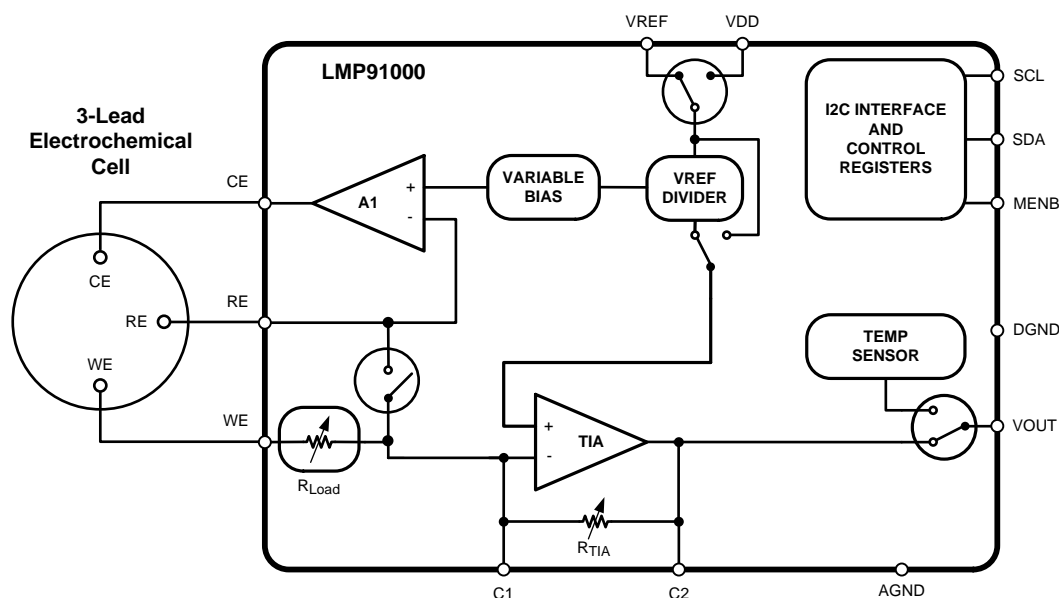 VREF
VDD
LMP91000
SCL
I2C INTERFACE
AND
CONTROL
REGISTERS
SDA
MENB
3-Lead
Electrochemical
Cell
CE
A1
+
-
VARIABLE
BIAS
VREF
DIVIDER
CE
RE
RE
WE
DGND
TEMP
SENSOR
WE
RLoad
+
-
TIA
VOUT
RTIA
C1
C2
AGND